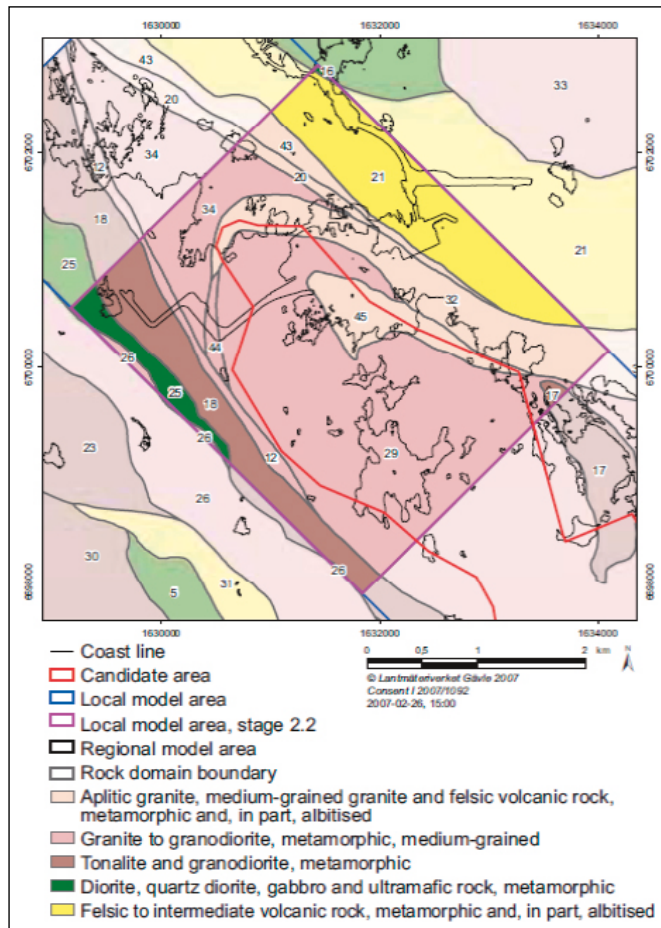 1630000 1632000 1634000
43
16
33
20
6702000
43
6702000
34
21
12
20
34
18
21
25
32
45
6700000
44
6700000
26
17
25
18
26
12
17
23
29
26
30
31
26
5
6698000
6698000
1630000 1632000 1634000
Coast line
Candidate area
Local model area
Local model area, stage 2.2
Regional model area
Rock domain boundary
Aplitic granite, medium-grained granite and felsic volcanic rock,
metamorphic and, in part, albitised
Granite to granodiorite, metamorphic, medium-grained
Tonalite and granodiorite, metamorphic
Diorite, quartz diorite, gabbro and ultramafic rock, metamorphic
Felsic to intermediate volcanic rock, metamorphic and, in part, albitised
0 0,5 1 2 km
N
© Lantmäteriverket Gävle 2007
Consent I 2007/1092
2007-02-26, 15:00